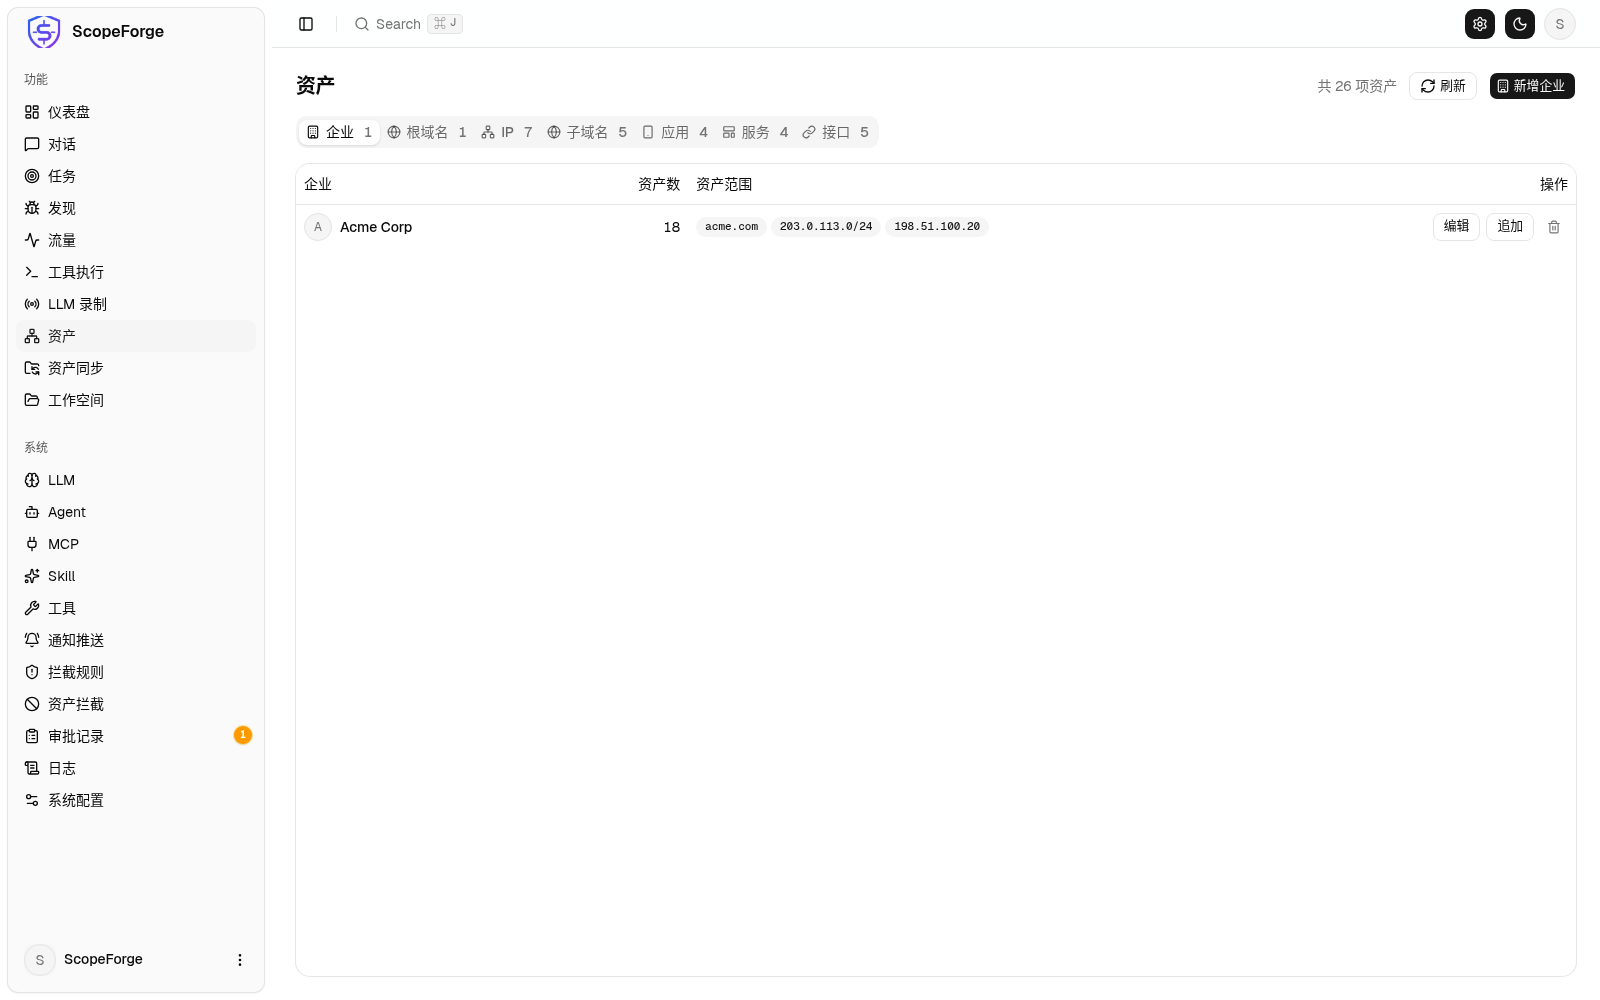 ScopeForge
功能
仪表盘
对话
任务
发现
流量
工具执行
LLM 录制
资产
资产同步
工作空间
系统
LLM
Agent
MCP
Skill
工具
通知推送
拦截规则
资产拦截
审批记录 1
日志
系统配置
S ScopeForge
Search ⌘ J
S
资产
共 26 项资产 刷新 新增企业
企业 1 根域名 1 IP 7 子域名 5 应用 4 服务 4 接口 5
企业 资产数 资产范围 操作
A Acme Corp 18 acme.com 203.0.113.0/24 198.51.100.20 编辑 追加